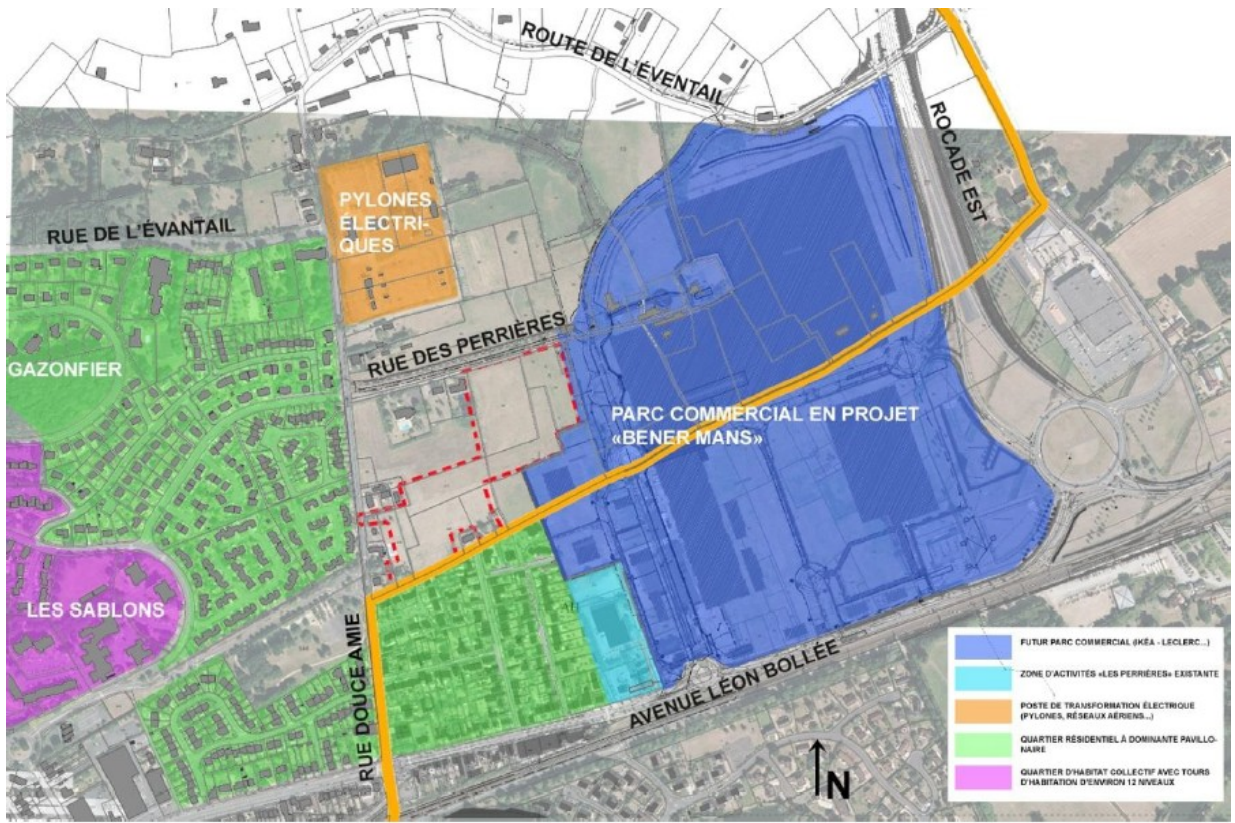 ROUTE DE L'ÉVENTAIL
ROCADE EST
PYLONES
ÉLECTRI-
QUES
RUE DE L'ÉVANTAIL
RUE DES PERRIÈRES
GAZONFIER
PARC COMMERCIAL EN PROJET
«BENER MANS»
LES SABLONS
RUE DOUCE AMIE
AVENUE LÉON BOLLÉE
N
FUTUR PARC COMMERCIAL (IKÉA - LECLERC...)
ZONE D'ACTIVITÉS «LES PERRIÈRES» EXISTANTE
POSTE DE TRANSFORMATION ÉLECTRIQUE
(PYLONES, RÉSEAUX AÉRIENS...)
QUARTIER RÉSIDENTIEL À DOMINANTE PAVILLO-
NAIRE
QUARTIER D'HABITAT COLLECTIF AVEC TOURS
D'HABITATION D'ENVIRON 12 NIVEAUX